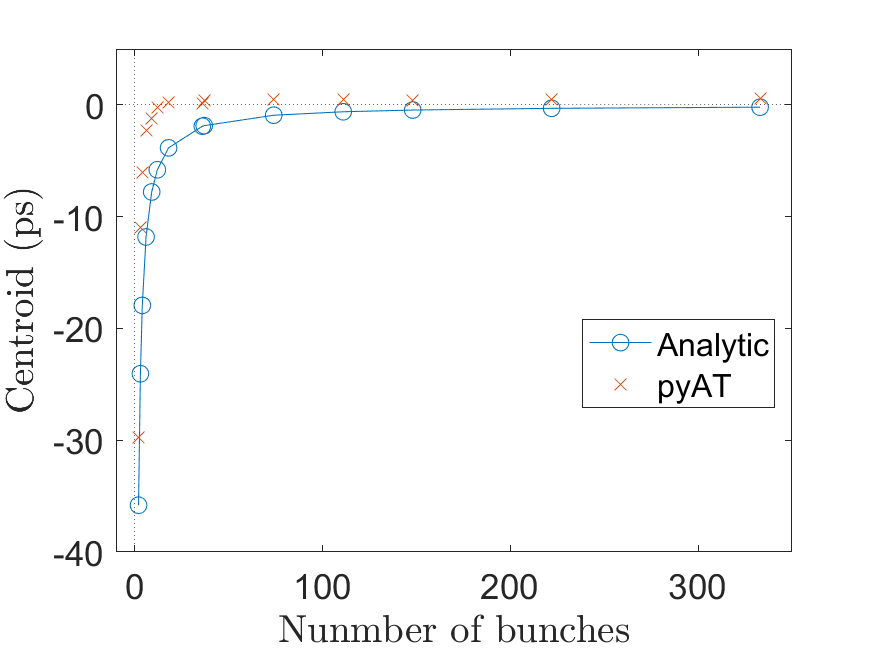 0
-10
-20
-30
-40
Centroid (ps)
Analytic
pyAT
0
100
200
300
Nunmber of bunches